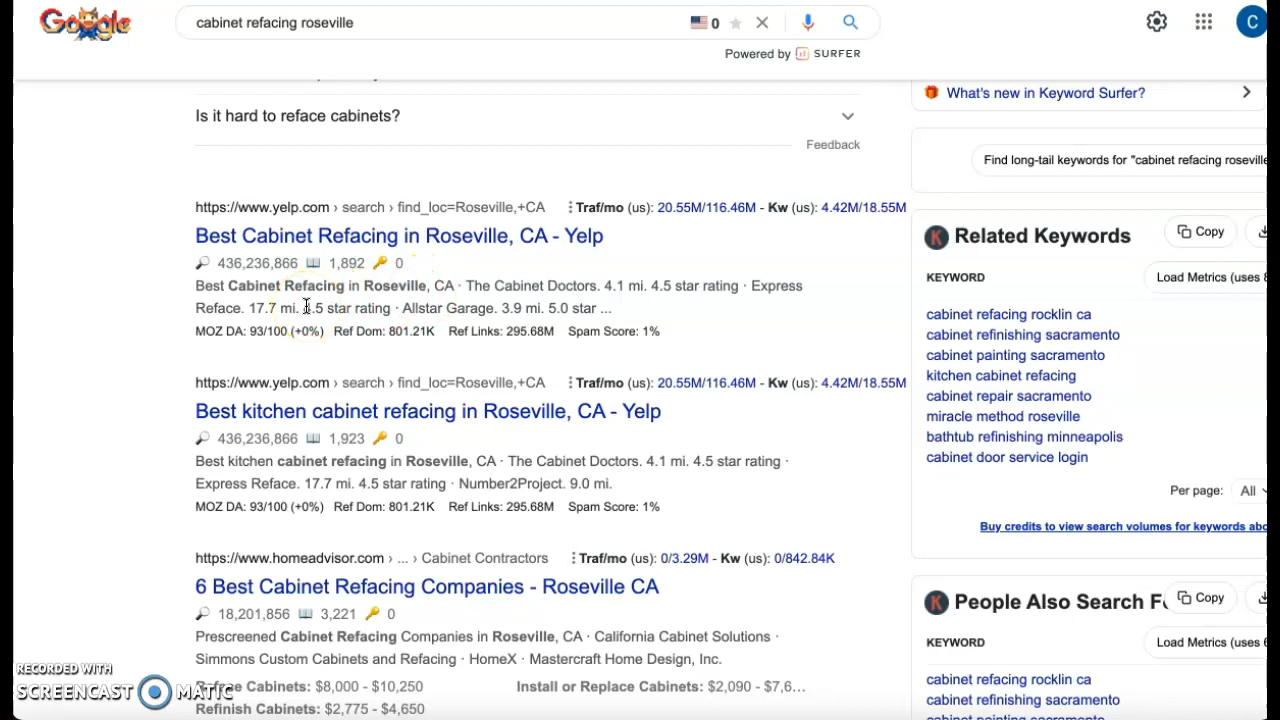 Google
cabinet refacing roseville
0
C
Powered by SURFER
Is it hard to reface cabinets?
Feedback
What's new in Keyword Surfer?
Find long-tail keywords for "cabinet refacing roseville
https://www.yelp.com › search › find_loc=Roseville,+CA Traf/mo (us): 20.55M/116.46M - Kw (us): 4.42M/18.55M
Best Cabinet Refacing in Roseville, CA - Yelp
436,236,866 1,892 0
Best Cabinet Refacing in Roseville, CA · The Cabinet Doctors. 4.1 mi. 4.5 star rating · Express
Reface. 17.7 mi. 4.5 star rating · Allstar Garage. 3.9 mi. 5.0 star ...
MOZ DA: 93/100 (+0%) Ref Dom: 801.21K Ref Links: 295.68M Spam Score: 1%
https://www.yelp.com › search › find_loc=Roseville,+CA Traf/mo (us): 20.55M/116.46M - Kw (us): 4.42M/18.55M
Best kitchen cabinet refacing in Roseville, CA - Yelp
436,236,866 1,923 0
Best kitchen cabinet refacing in Roseville, CA · The Cabinet Doctors. 4.1 mi. 4.5 star rating ·
Express Reface. 17.7 mi. 4.5 star rating · Number2Project. 9.0 mi.
MOZ DA: 93/100 (+0%) Ref Dom: 801.21K Ref Links: 295.68M Spam Score: 1%
https://www.homeadvisor.com › ... › Cabinet Contractors Traf/mo (us): 0/3.29M - Kw (us): 0/842.84K
6 Best Cabinet Refacing Companies - Roseville CA
18,201,856 3,221 0
Prescreened Cabinet Refacing Companies in Roseville, CA · California Cabinet Solutions ·
Simmons Custom Cabinets and Refacing · HomeX · Mastercraft Home Design, Inc.
Reface Cabinets: $8,000 - $10,250 Install or Replace Cabinets: $2,090 - $7,6...
Refinish Cabinets: $2,775 - $4,650
K Related Keywords Copy
KEYWORD Load Metrics (uses 8
cabinet refacing rocklin ca
cabinet refinishing sacramento
cabinet painting sacramento
kitchen cabinet refacing
cabinet repair sacramento
miracle method roseville
bathtub refinishing minneapolis
cabinet door service login
Per page: All
Buy credits to view search volumes for keywords abo
K People Also Search F Copy
KEYWORD Load Metrics (uses 6
cabinet refacing rocklin ca
cabinet refinishing sacramento
cabinet painting sacramento
RECORDED WITH
SCREENCAST MATIC